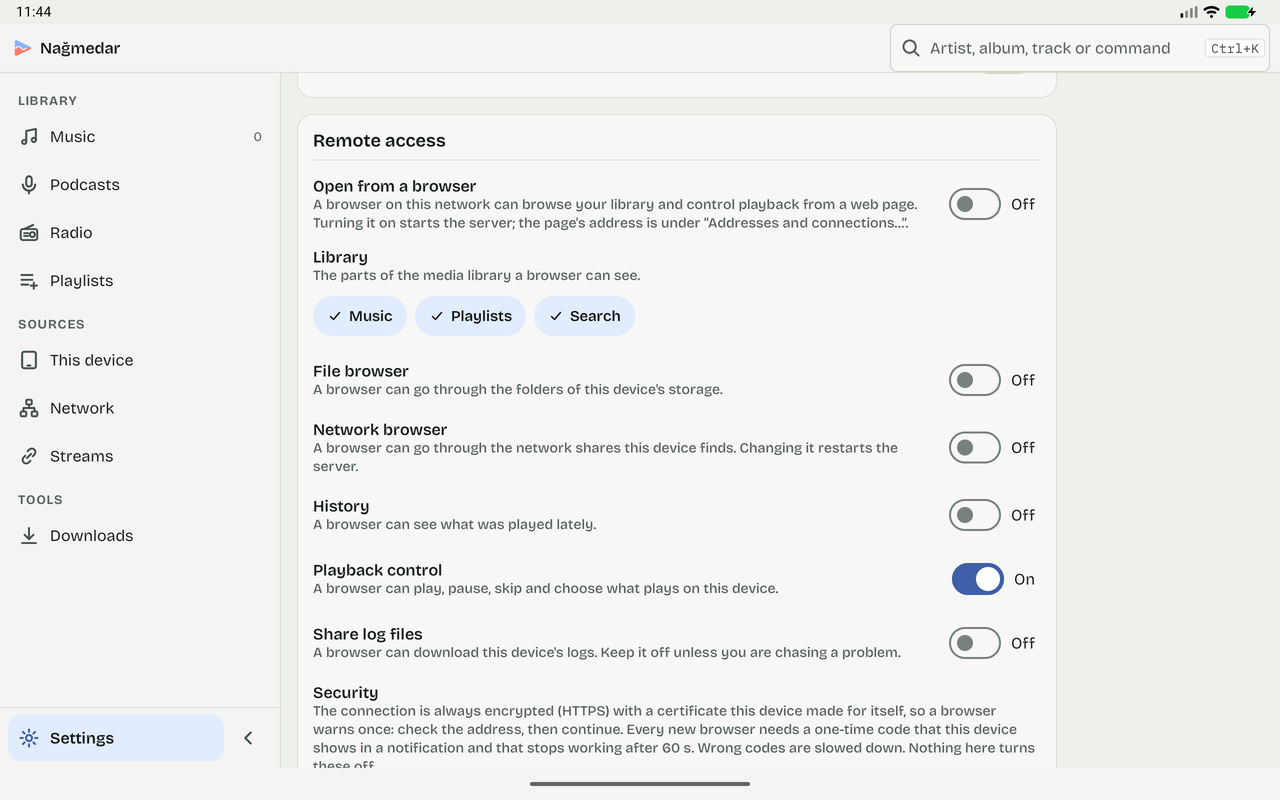 11:44
Nağmedar
Artist, album, track or command
Ctrl+K
LIBRARY
Music
0
Podcasts
Radio
Playlists
SOURCES
This device
Network
Streams
TOOLS
Downloads
Settings
Remote access
Open from a browser
A browser on this network can browse your library and control playback from a web page.
Turning it on starts the server; the page's address is under “Addresses and connections…”.
Off
Library
The parts of the media library a browser can see.
Music
Playlists
Search
File browser
A browser can go through the folders of this device's storage.
Off
Network browser
A browser can go through the network shares this device finds. Changing it restarts the
server.
Off
History
A browser can see what was played lately.
Off
Playback control
A browser can play, pause, skip and choose what plays on this device.
On
Share log files
A browser can download this device's logs. Keep it off unless you are chasing a problem.
Off
Security
The connection is always encrypted (HTTPS) with a certificate this device made for itself, so a browser
warns once: check the address, then continue. Every new browser needs a one-time code that this device
shows in a notification and that stops working after 60 s. Wrong codes are slowed down. Nothing here turns
these off.